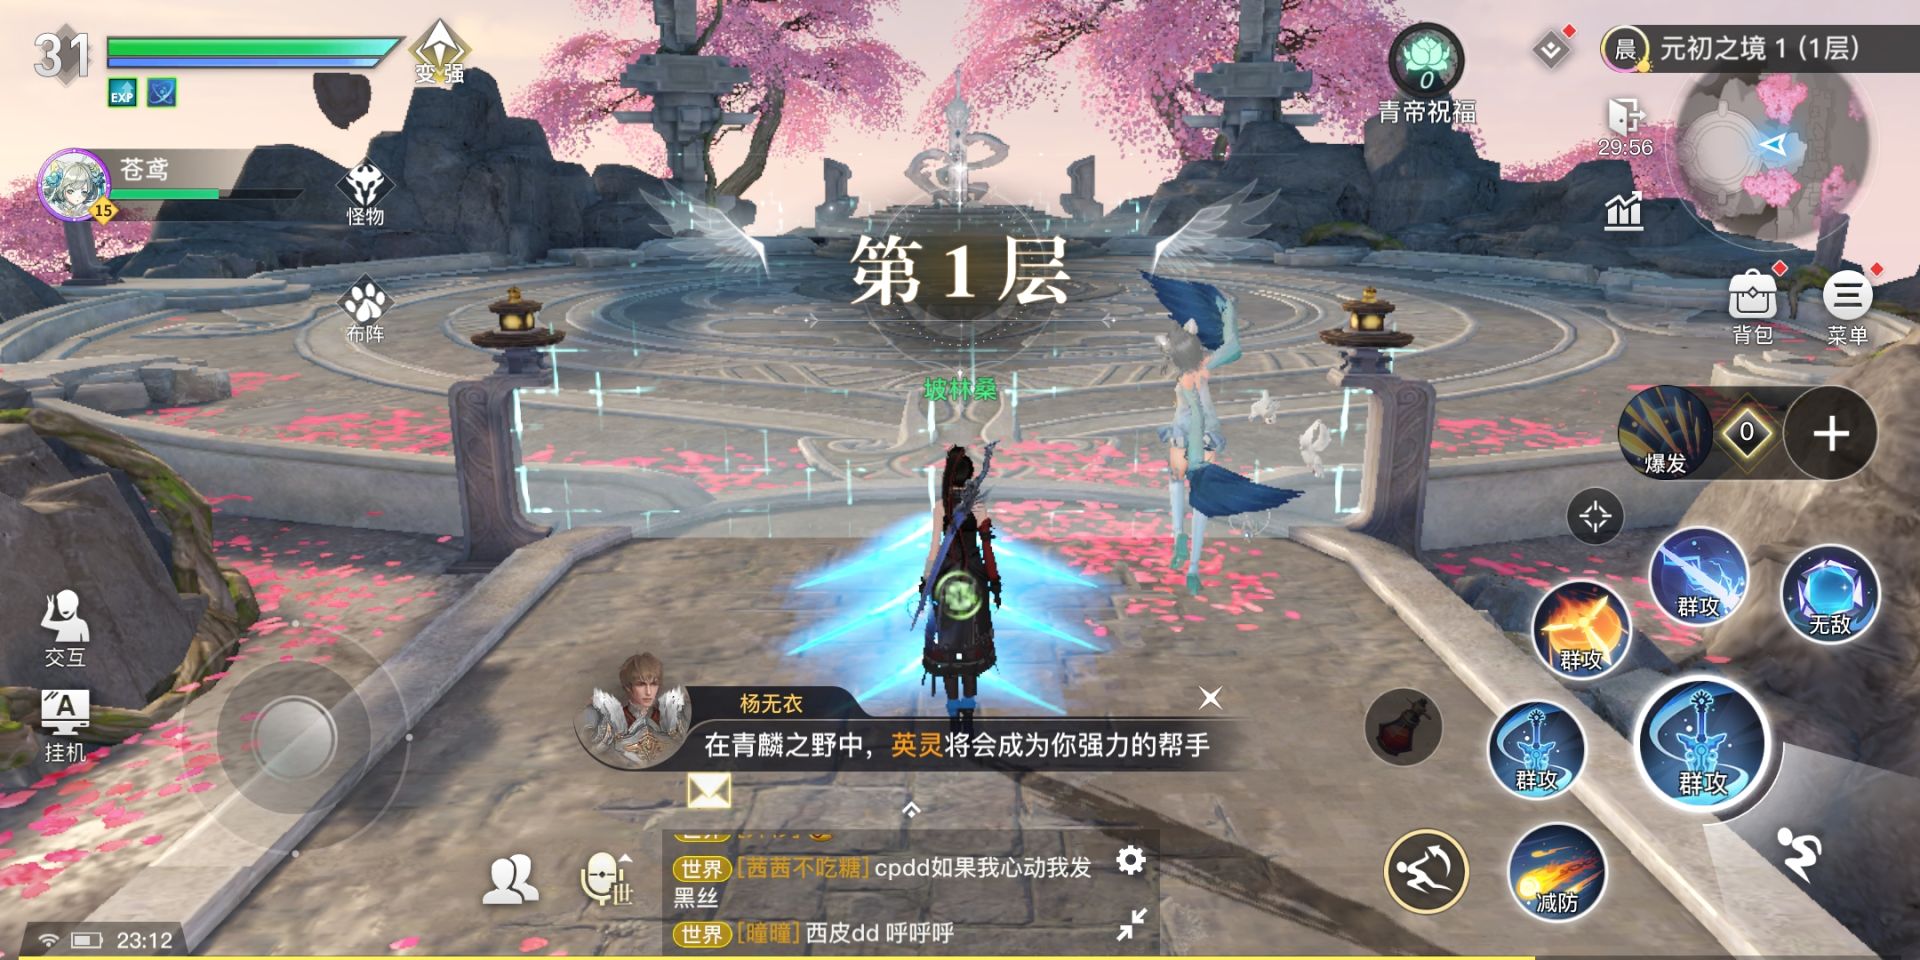 31
变强
EXP
苍鸢
15
怪物
布阵
0
青帝祝福
晨
元初之境 1 (1层)
29:56
第1层
背包
菜单
坡林桑
爆发
0
群攻
无敌
群攻
群攻
群攻
减防
交互
A
挂机
杨无衣
在青麟之野中，英灵将会成为你强力的帮手
世
世界 [茜茜不吃糖] cpdd如果我心动我发
黑丝
世界 [曈曈] 西皮dd 呼呼呼
23:12